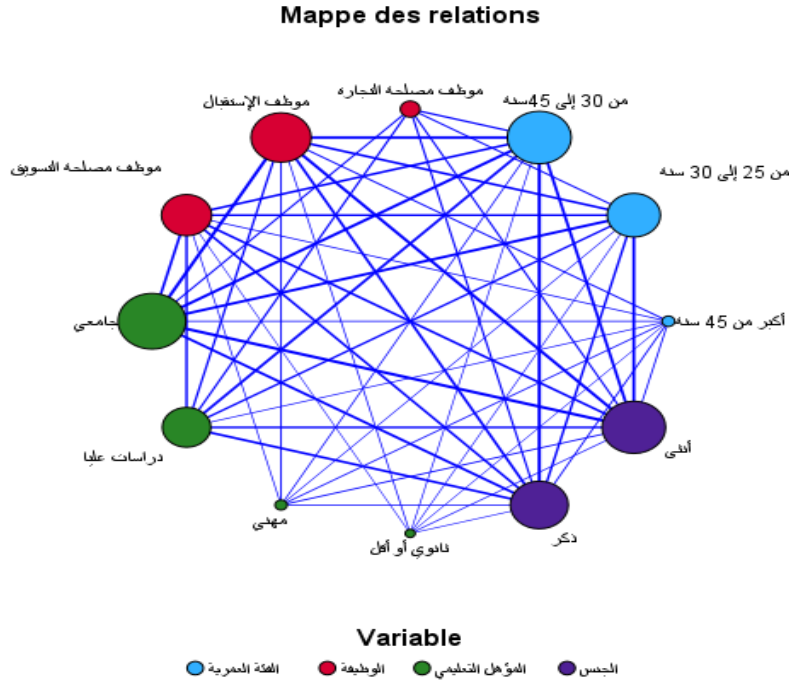 Mappe des relations
موظف مصلحة التجارة
من 30 إلى 45سنة
موظف الإستقبال
موظف مصلحة التسويق
من 25 إلى 30 سنة
جامعي
أكبر من 45 سنة
دراسات عليا
أنثى
مهني
ثانوي أو أقل
ذكر
Variable
الفئة العمرية
الوظيفة
المؤهل التعليمي
الجنس